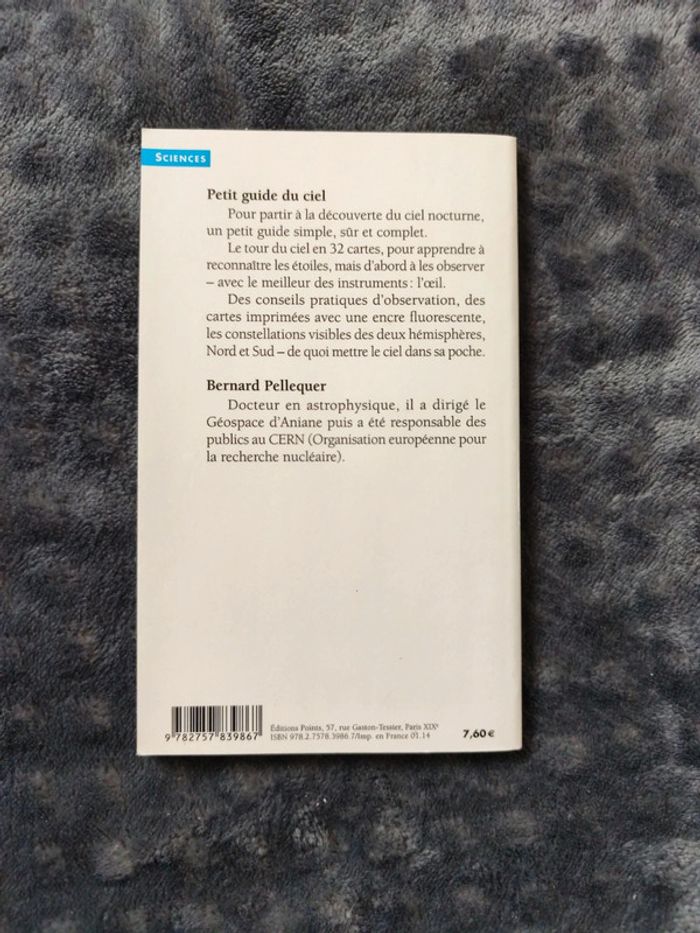 SCIENCES
Petit guide du ciel
Pour partir à la découverte du ciel nocturne,
un petit guide simple, sûr et complet.
Le tour du ciel en 32 cartes, pour apprendre à
reconnaître les étoiles, mais d'abord à les observer
– avec le meilleur des instruments : l'œil.
Des conseils pratiques d'observation, des
cartes imprimées avec une encre fluorescente,
les constellations visibles des deux hémisphères,
Nord et Sud – de quoi mettre le ciel dans sa poche.
Bernard Pellequer
Docteur en astrophysique, il a dirigé le
Géospace d'Aniane puis a été responsable des
publics au CERN (Organisation européenne pour
la recherche nucléaire).
9 782757 839867
Éditions Points, 57, rue Gaston-Tessier, Paris XIXe
ISBN 978.2.7578.3986.7/Imp. en France 01.14
7,60 €